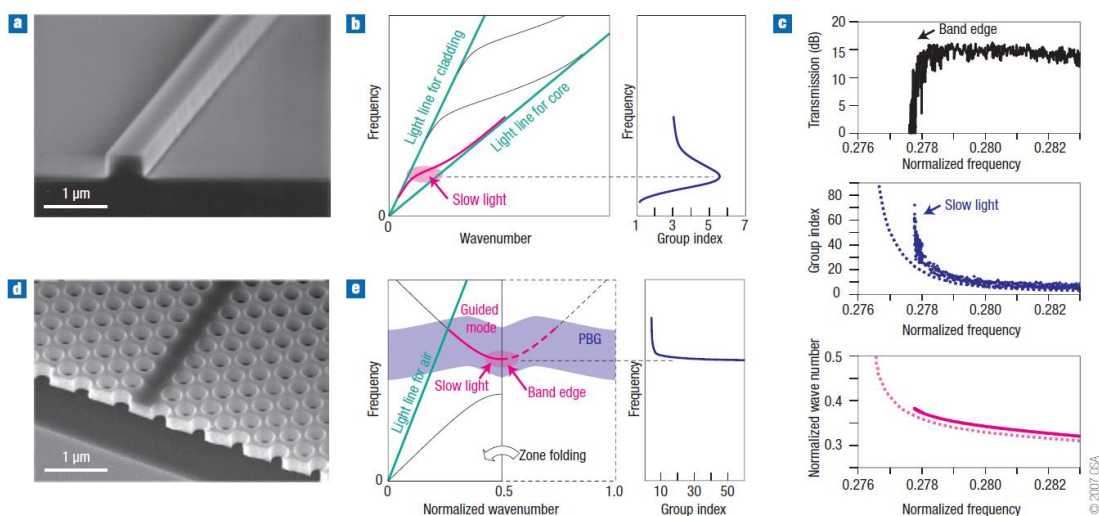 a
1 μm
b
Frequency
Light line for cladding
Light line for core
Slow light
0
0
Wavenumber
Frequency
1 3 5 7
Group index
c
Transmission (dB)
20
15
10
5
0
Band edge
0.276 0.278 0.280 0.282
Normalized frequency
Group index
90
80
60
40
20
0
Slow light
0.276 0.278 0.280 0.282
Normalized frequency
Normalized wave number
0.5
0.4
0.3
0.276 0.278 0.280 0.282
Normalized frequency
d
1 μm
e
Frequency
Light line for air
Guided
mode
PBG
Slow light
Band edge
Zone folding
0
0 0.5 1.0
Normalized wavenumber
Frequency
10 30 50
Group index
© 2007 OSA